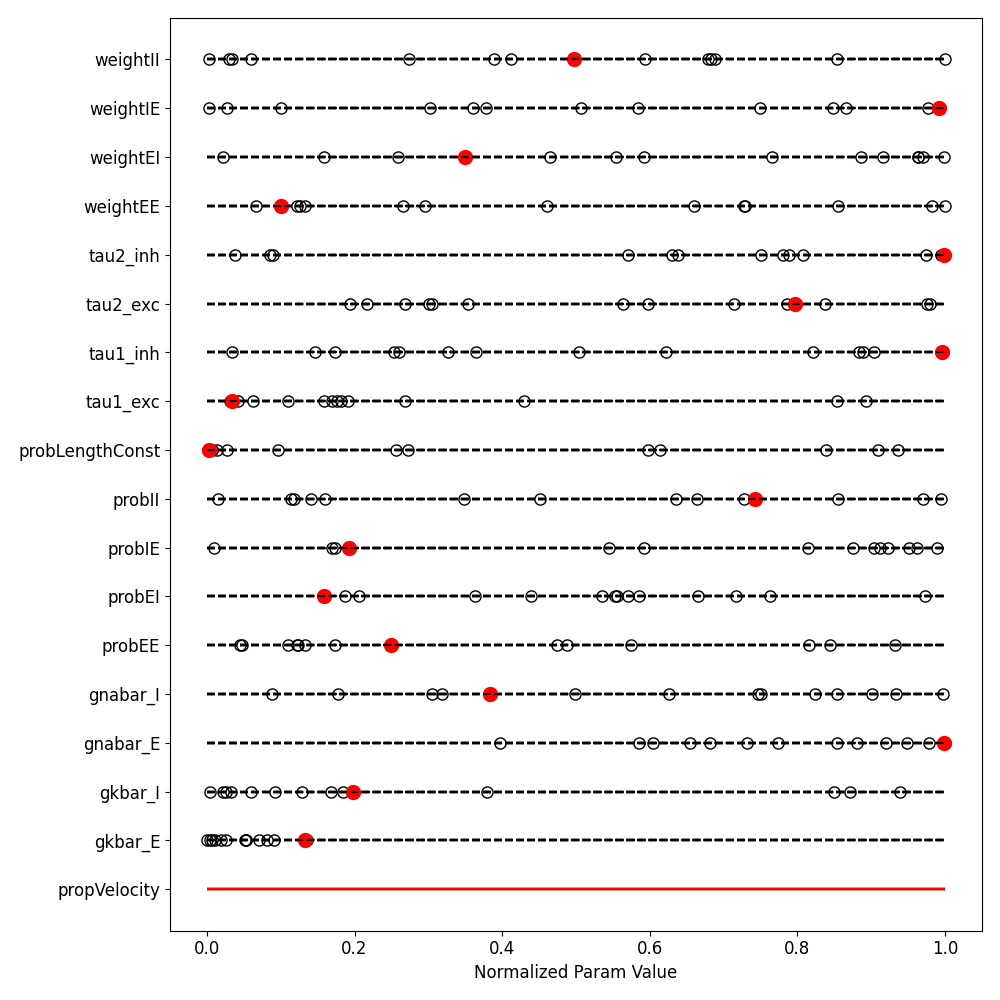 weightII
weightIE
weightEI
weightEE
tau2_inh
tau2_exc
tau1_inh
tau1_exc
probLengthConst
probII
probIE
probEI
probEE
gnabar_I
gnabar_E
gkbar_I
gkbar_E
propVelocity
0.0 0.2 0.4 0.6 0.8 1.0
Normalized Param Value